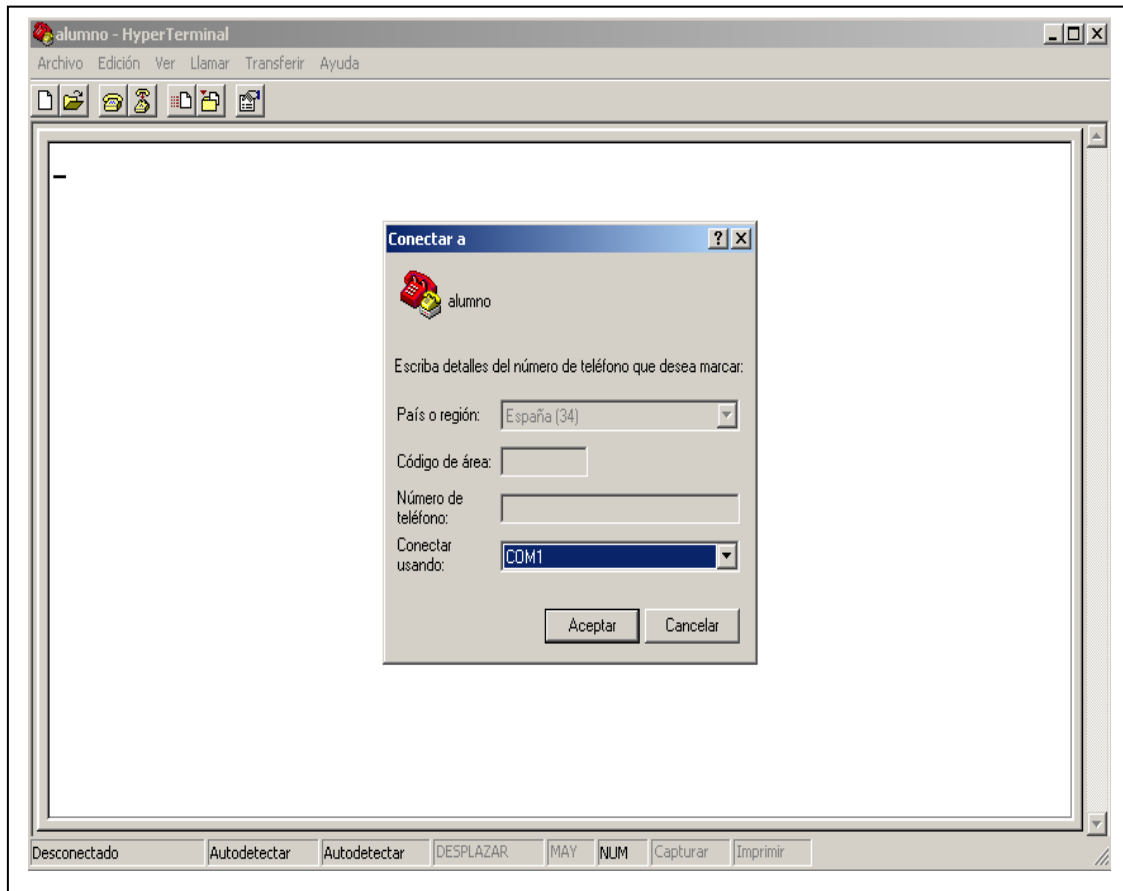 alumno - HyperTerminal
Archivo Edición Ver Llamar Transferir Ayuda
Conectar a
alumno
Escriba detalles del número de teléfono que desea marcar:
País o región: España (34)
Código de área:
Número de
teléfono:
Conectar
usando: COM1
Aceptar Cancelar
Desconectado Autodetectar Autodetectar DESPLAZAR MAY NUM Capturar Imprimir